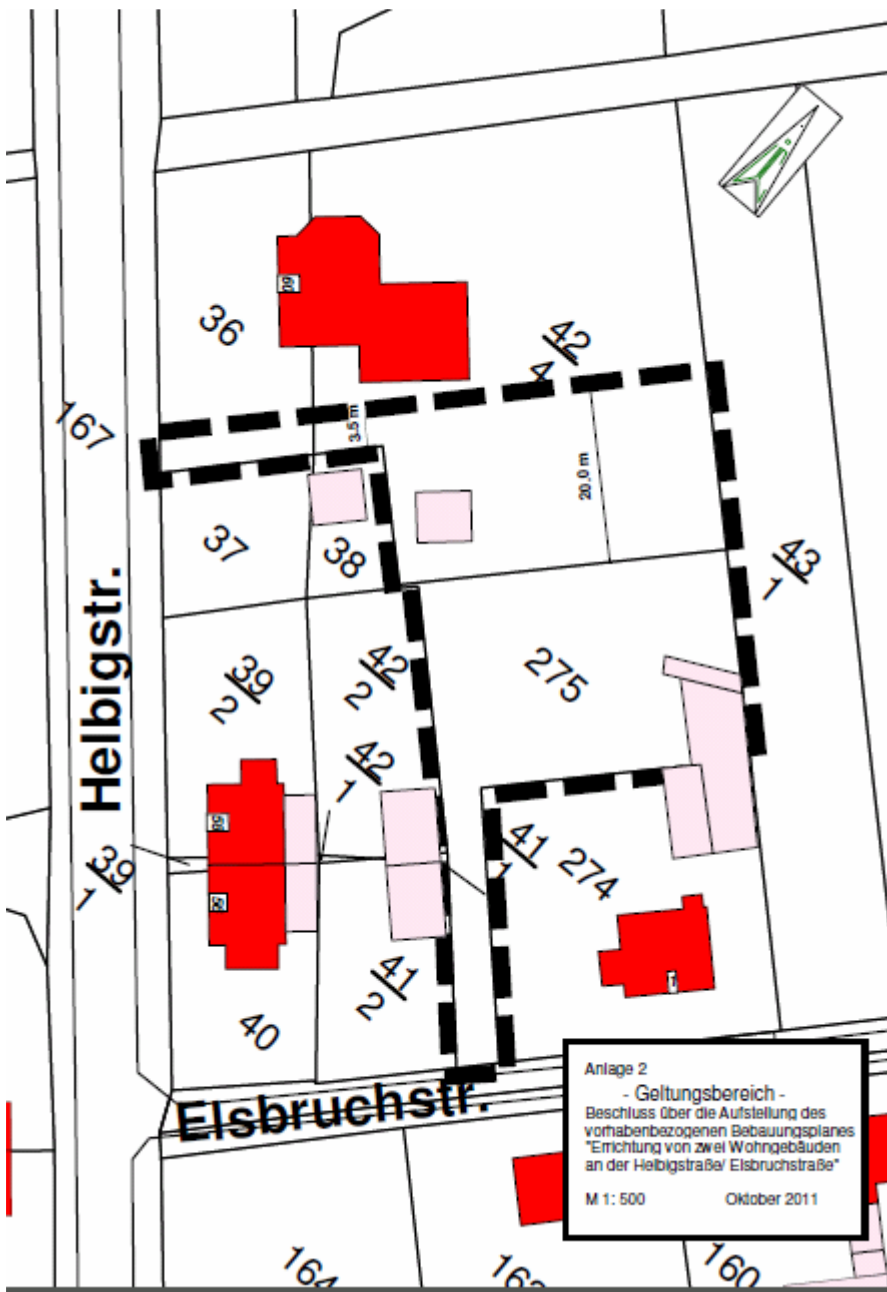 36
42
4
167
3.5 m
20,0 m
37
38
43
1
Helbigstr.
39
2
42
2
275
42
1
39
1
41
1
274
41
2
40
1
Elsbruchstr.
Anlage 2
- Geltungsbereich -
Beschluss über die Aufstellung des
vorhabenbezogenen Bebauungsplanes
"Errichtung von zwei Wohngebäuden
an der Helbigstraße/ Elsbruchstraße"
M 1: 500 Oktober 2011
164
160